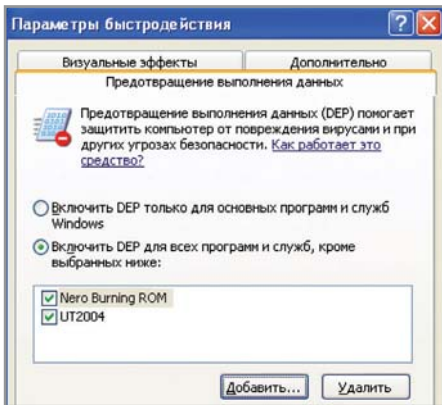 Параметры быстродействия
Визуальные эффекты
Дополнительно
Предотвращение выполнения данных
Предотвращение выполнения данных (DEP) помогает
защитить компьютер от повреждения вирусами и при
других угрозах безопасности. Как работает это
средство?
Включить DEP только для основных программ и служб
Windows
Включить DEP для всех программ и служб, кроме
выбранных ниже:
Nero Burning ROM
UT2004
Добавить...
Удалить